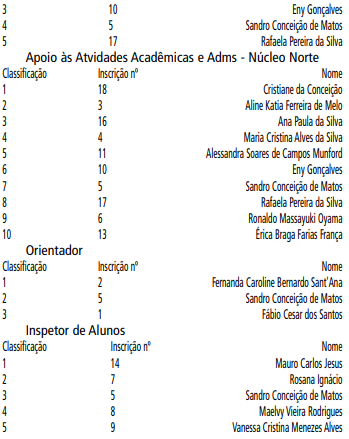 3 10 Eny Gonçalves
4 5 Sandro Conceição de Matos
5 17 Rafaela Pereira da Silva
Apoio às Atvidades Acadêmicas e Adms - Núcleo Norte
Classificação Inscrição nº Nome
1 18 Cristiane da Conceição
2 3 Aline Katia Ferreira de Melo
3 16 Ana Paula da Silva
4 4 Maria Cristina Alves da Silva
5 11 Alessandra Soares de Campos Munford
6 10 Eny Gonçalves
7 5 Sandro Conceição de Matos
8 17 Rafaela Pereira da Silva
9 6 Ronaldo Massayuki Oyama
10 13 Érica Braga Farias França
Orientador
Classificação Inscrição nº Nome
1 2 Fernanda Caroline Bernardo Sant'Ana
2 5 Sandro Conceição de Matos
3 1 Fábio Cesar dos Santos
Inspetor de Alunos
Classificação Inscrição nº Nome
1 14 Mauro Carlos Jesus
2 7 Rosana Ignácio
3 5 Sandro Conceição de Matos
4 8 Maelvy Vieira Rodrigues
5 9 Vanessa Cristina Menezes Alves